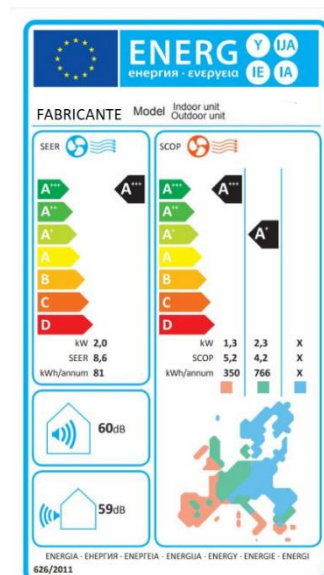 ENERG Y IJA
енергия · ενεργεια IE IA
FABRICANTE Model Indoor unit
Outdoor unit
SEER SCOP
A+++ A+++ A+++ A+++
A++ A++
A+ A+ A+
A A
B B
C C
D D
kW 2,0 kW 1,3 2,3 X
SEER 8,6 SCOP 5,2 4,2 X
kWh/annum 81 kWh/annum 350 766 X
60dB
59dB
ENERGIA · ЕНЕРГИЯ · ΕΝΕΡΓΕΙΑ · ENERGIJA · ENERGY · ENERGIE · ENERGI
626/2011